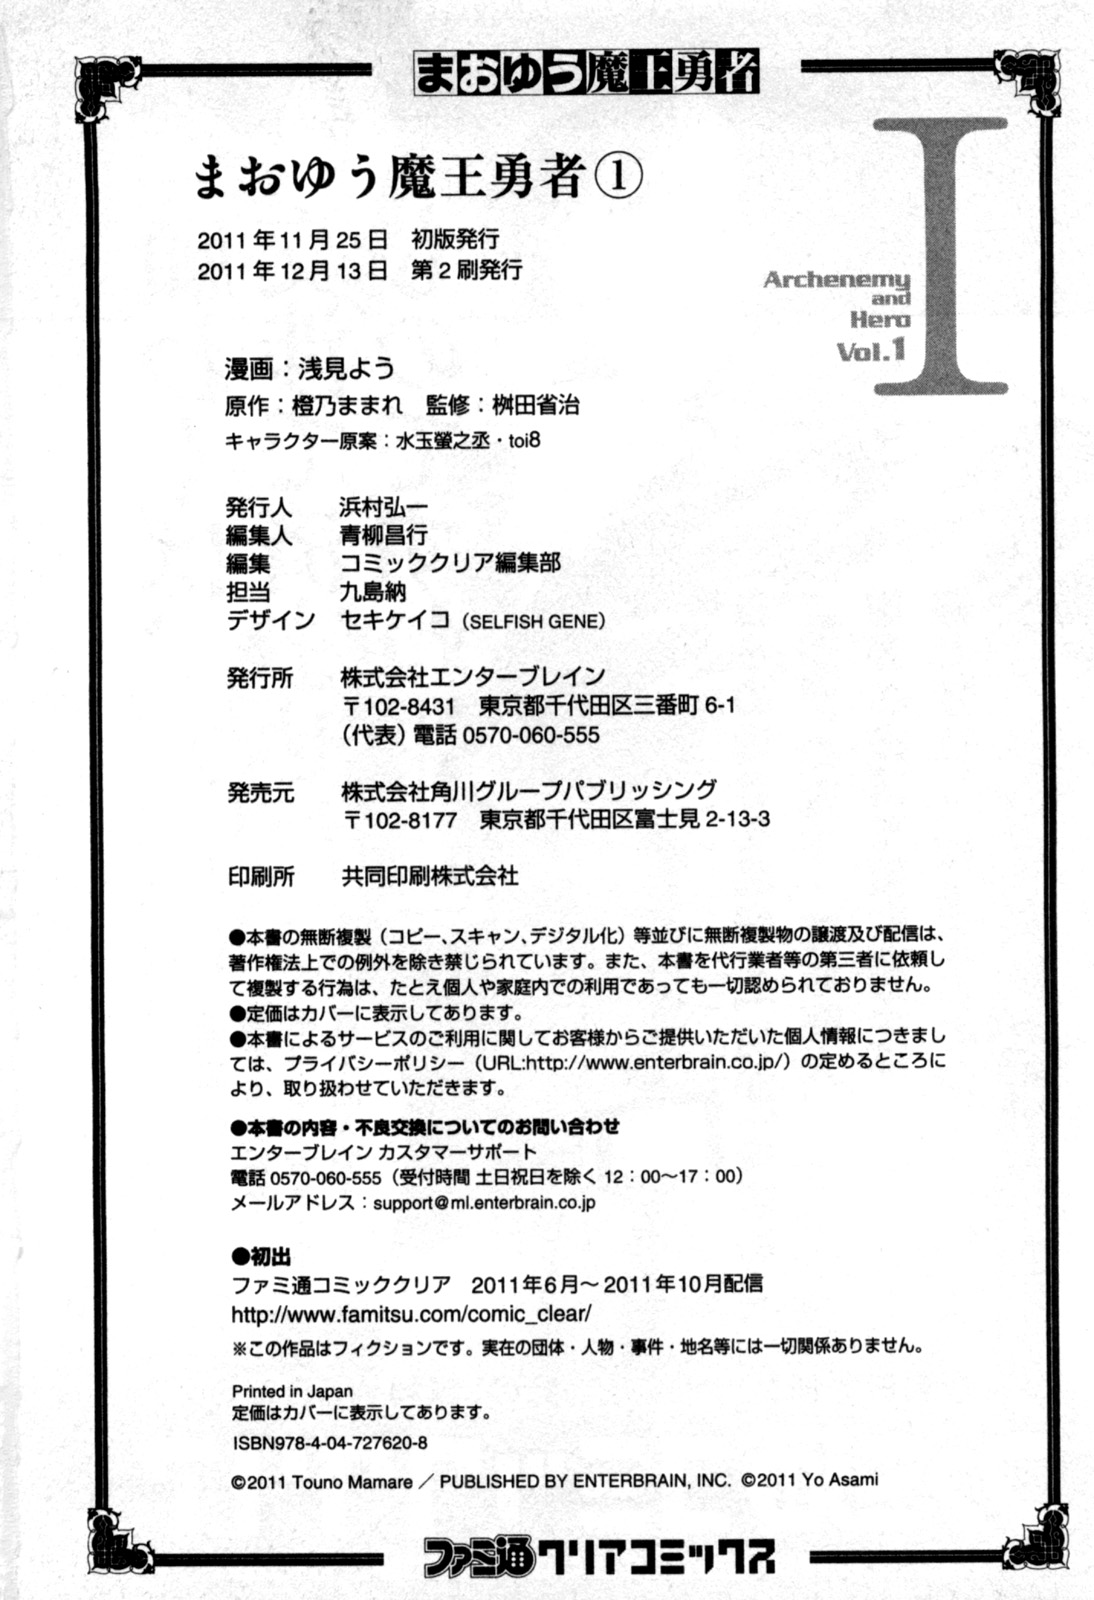 まおゆう魔王勇者
まおゆう魔王勇者①
I
2011年11月25日　初版発行
2011年12月13日　第2刷発行
Archenemy
and
Hero
Vol.1
漫画：浅見よう
原作：橙乃ままれ　監修：桝田省治
キャラクター原案：水玉螢之丞・toi8
発行人　浜村弘一
編集人　青柳昌行
編集　コミッククリア編集部
担当　九島納
デザイン　セキケイコ（SELFISH GENE）
発行所　株式会社エンターブレイン
〒102-8431　東京都千代田区三番町 6-1
（代表）電話 0570-060-555
発売元　株式会社角川グループパブリッシング
〒102-8177　東京都千代田区富士見 2-13-3
印刷所　共同印刷株式会社
●本書の無断複製（コピー、スキャン、デジタル化）等並びに無断複製物の譲渡及び配信は、
著作権法上での例外を除き禁じられています。また、本書を代行業者等の第三者に依頼し
て複製する行為は、たとえ個人や家庭内での利用であっても一切認められておりません。
●定価はカバーに表示してあります。
●本書によるサービスのご利用に関してお客様からご提供いただいた個人情報につきまし
ては、プライバシーポリシー（URL:http://www.enterbrain.co.jp/）の定めるところに
より、取り扱わせていただきます。
●本書の内容・不良交換についてのお問い合わせ
エンターブレイン カスタマーサポート
電話 0570-060-555（受付時間 土日祝日を除く 12：00～17：00）
メールアドレス：support@ml.enterbrain.co.jp
●初出
ファミ通コミッククリア　2011年6月～2011年10月配信
http://www.famitsu.com/comic_clear/
※この作品はフィクションです。実在の団体・人物・事件・地名等には一切関係ありません。
Printed in Japan
定価はカバーに表示してあります。
ISBN978-4-04-727620-8
©2011 Touno Mamare ／ PUBLISHED BY ENTERBRAIN, INC. ©2011 Yo Asami
ファミ通クリアコミックス